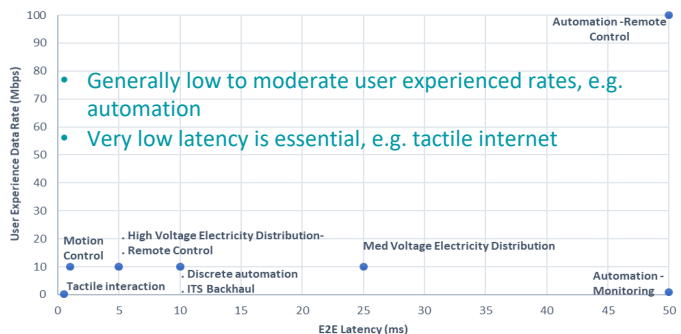 Automation -Remote
Control
100
90
80
70
60
50
40
30
20
10
0
User Experience Data Rate (Mbps)
• Generally low to moderate user experienced rates, e.g.
automation
• Very low latency is essential, e.g. tactile internet
Motion
Control
. High Voltage Electricity Distribution-
. Remote Control
Med Voltage Electricity Distribution
. Discrete automation
. ITS Backhaul
Tactile interaction
Automation -
Monitoring
0 5 10 15 20 25 30 35 40 45 50
E2E Latency (ms)